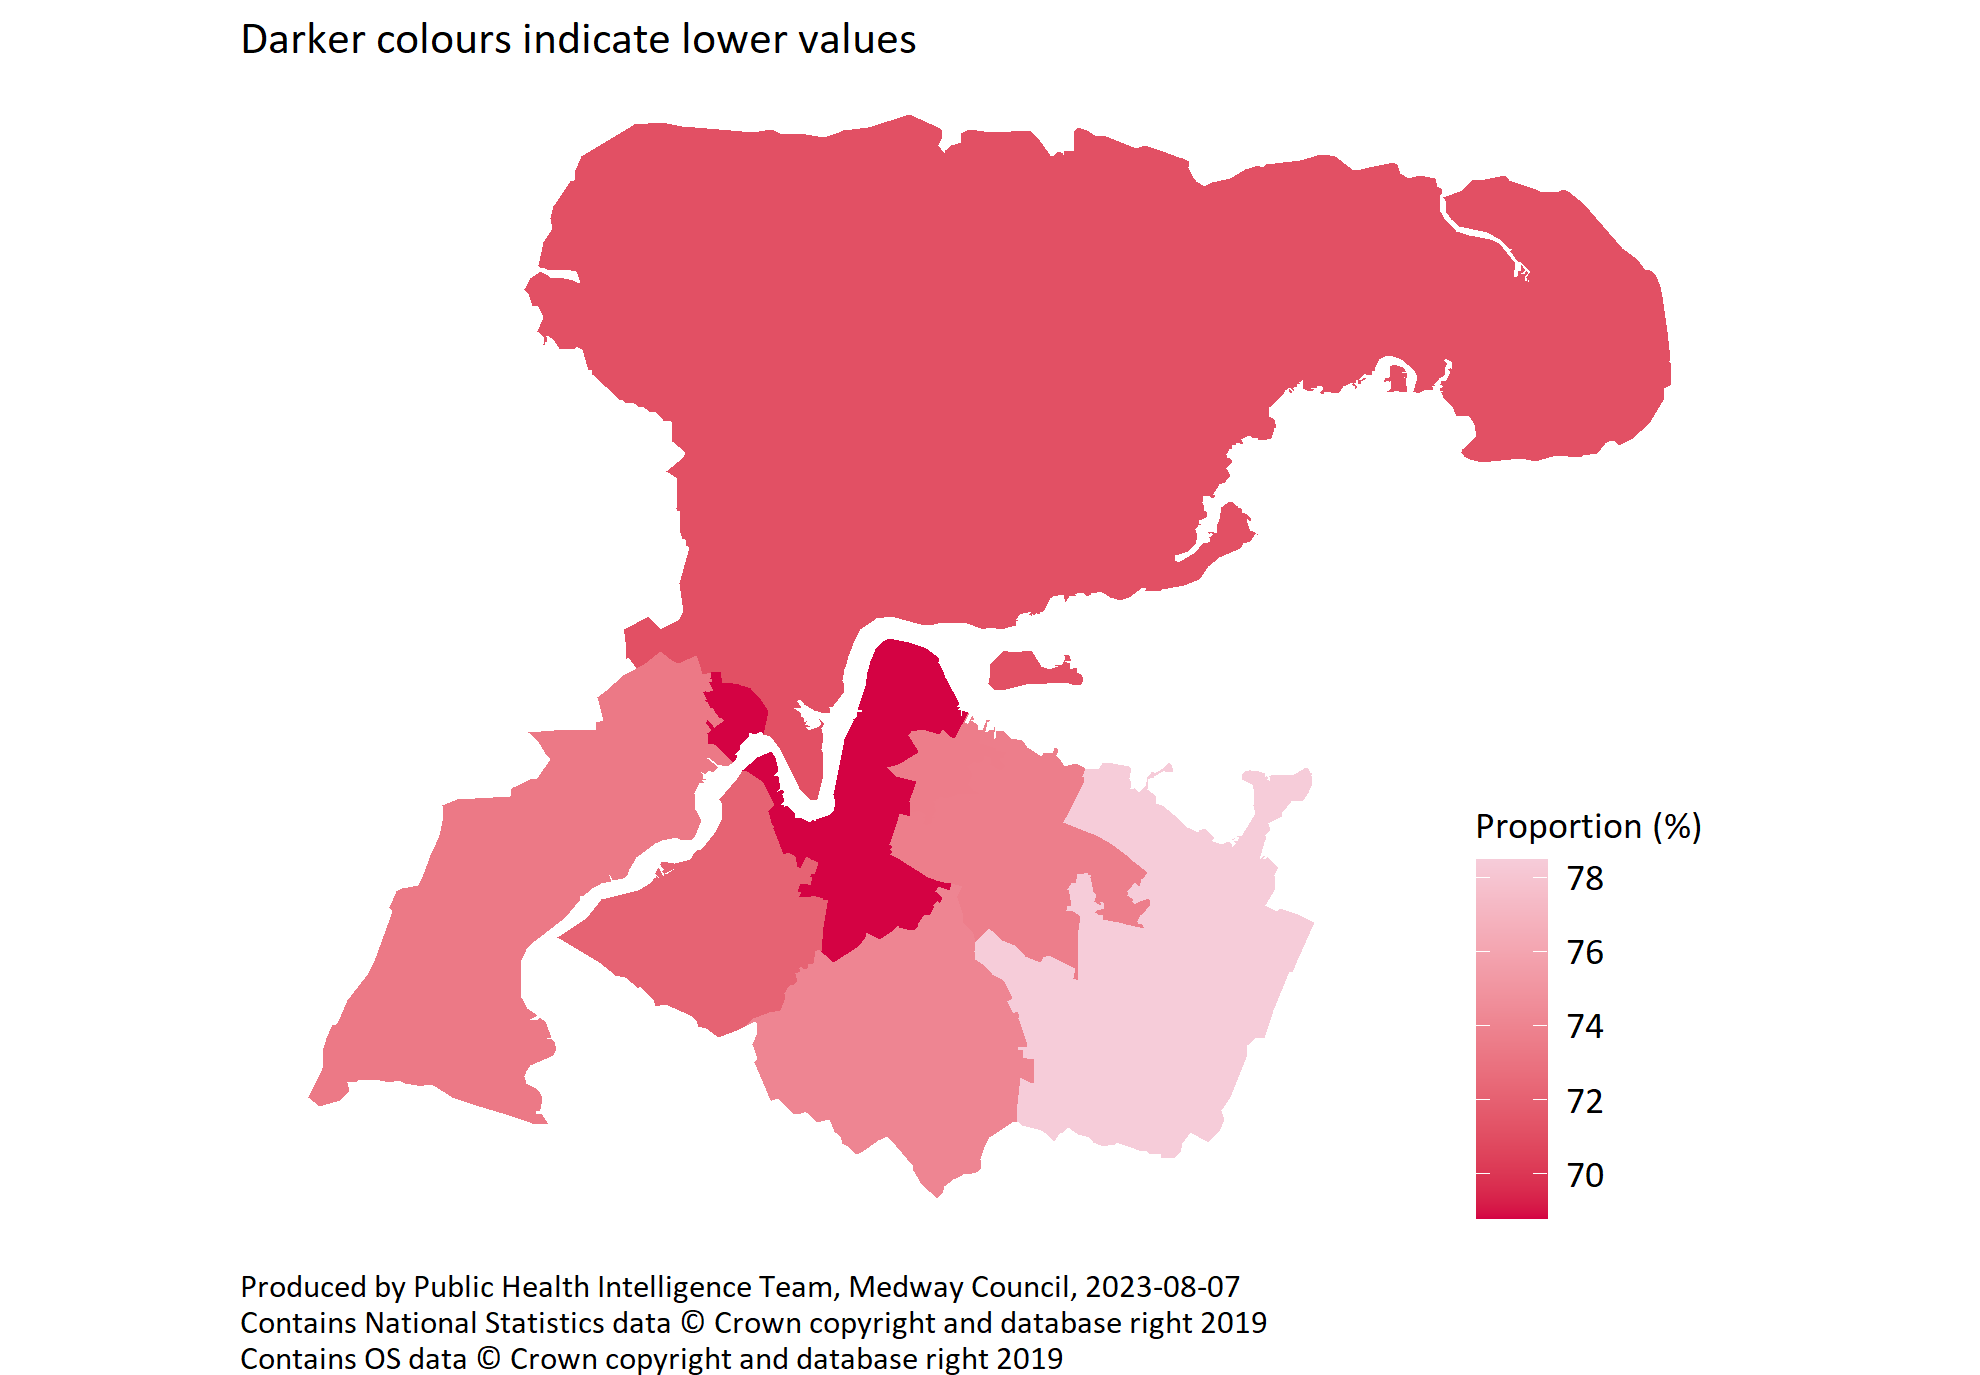 Darker colours indicate lower values
Proportion (%)
78
76
74
72
70
Produced by Public Health Intelligence Team, Medway Council, 2023-08-07
Contains National Statistics data © Crown copyright and database right 2019
Contains OS data © Crown copyright and database right 2019